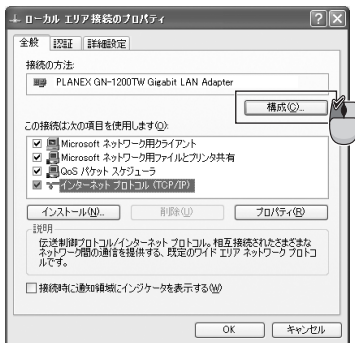 ローカル エリア接続のプロパティ
全般 認証 詳細設定
接続の方法:
PLANEX GN-1200TW Gigabit LAN Adapter
構成(C)...
この接続は次の項目を使用します(O):
Microsoft ネットワーク用クライアント
Microsoft ネットワーク用ファイルとプリンタ共有
QoS パケット スケジューラ
インターネット プロトコル (TCP/IP)
インストール(N)... 削除(U) プロパティ(R)
説明
伝送制御プロトコル/インターネット プロトコル。相互接続されたさまざまな
ネットワーク間の通信を提供する、既定のワイド エリア ネットワーク プロトコ
ルです。
接続時に通知領域にインジケータを表示する(W)
OK キャンセル